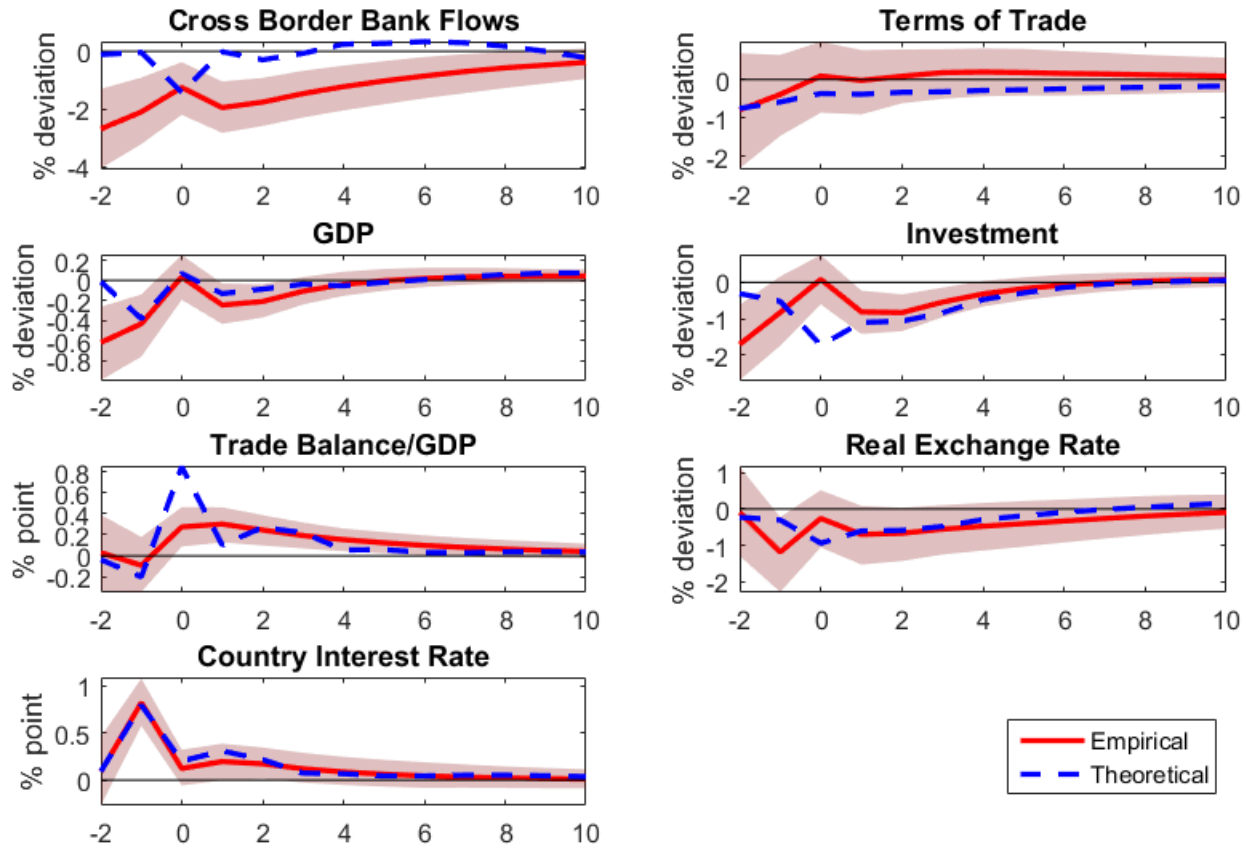 Cross Border Bank Flows
% deviation
0
-2
-4
-2 0 2 4 6 8 10
Terms of Trade
% deviation
0
-1
-2
-2 0 2 4 6 8 10
GDP
% deviation
0.2
0
-0.2
-0.4
-0.6
-0.8
-2 0 2 4 6 8 10
Investment
% deviation
0
-1
-2
-2 0 2 4 6 8 10
Trade Balance/GDP
% point
0.8
0.6
0.4
0.2
0
-0.2
-2 0 2 4 6 8 10
Real Exchange Rate
% deviation
1
0
-1
-2
-2 0 2 4 6 8 10
Country Interest Rate
% point
1
0.5
0
-2 0 2 4 6 8 10
Empirical
Theoretical